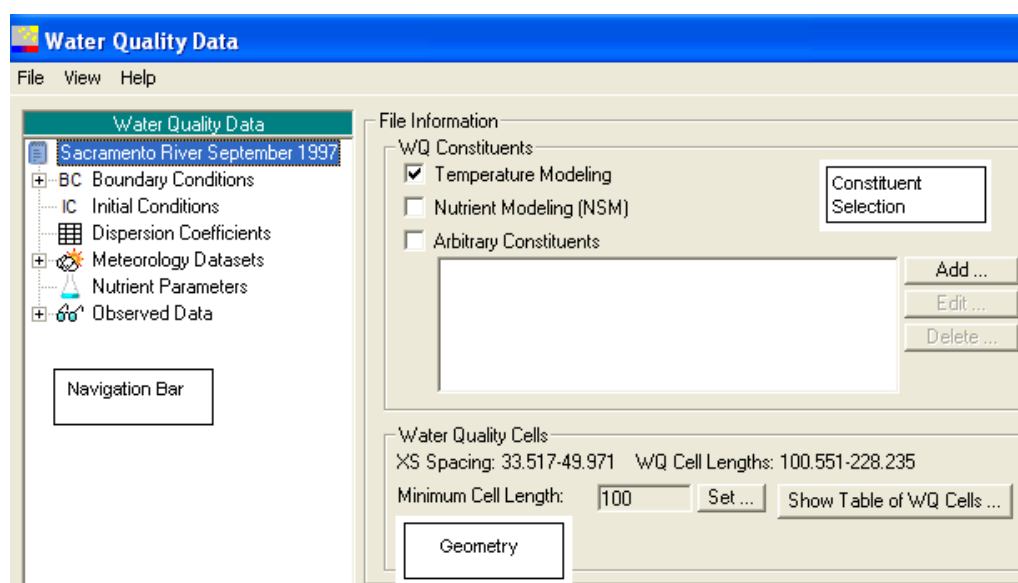 Water Quality Data
File View Help
Water Quality Data
Sacramento River September 1997
BC Boundary Conditions
IC Initial Conditions
Dispersion Coefficients
Meteorology Datasets
Nutrient Parameters
Observed Data
Navigation Bar
File Information
WQ Constituents
Temperature Modeling
Nutrient Modeling (NSM)
Arbitrary Constituents
Constituent
Selection
Add ...
Edit ...
Delete ...
Water Quality Cells
XS Spacing: 33.517-49.971 WQ Cell Lengths: 100.551-228.235
Minimum Cell Length: 100 Set ... Show Table of WQ Cells ...
Geometry